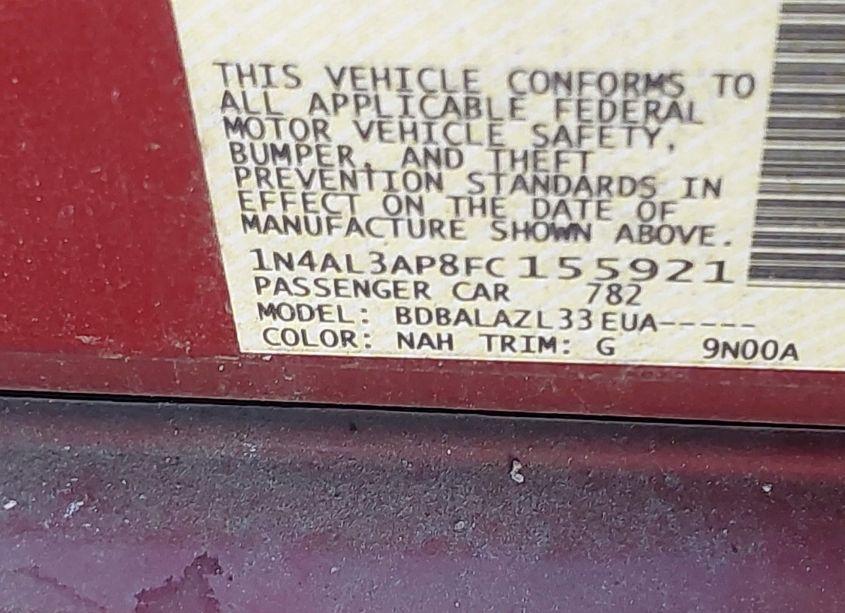 THIS VEHICLE CONFORMS TO
ALL APPLICABLE FEDERAL
MOTOR VEHICLE SAFETY,
BUMPER, AND THEFT
PREVENTION STANDARDS IN
EFFECT ON THE DATE OF
MANUFACTURE SHOWN ABOVE.
1N4AL3AP8FC155921
PASSENGER CAR 782
MODEL: BDBALAZL33EUA-----
COLOR: NAH TRIM: G 9N00A